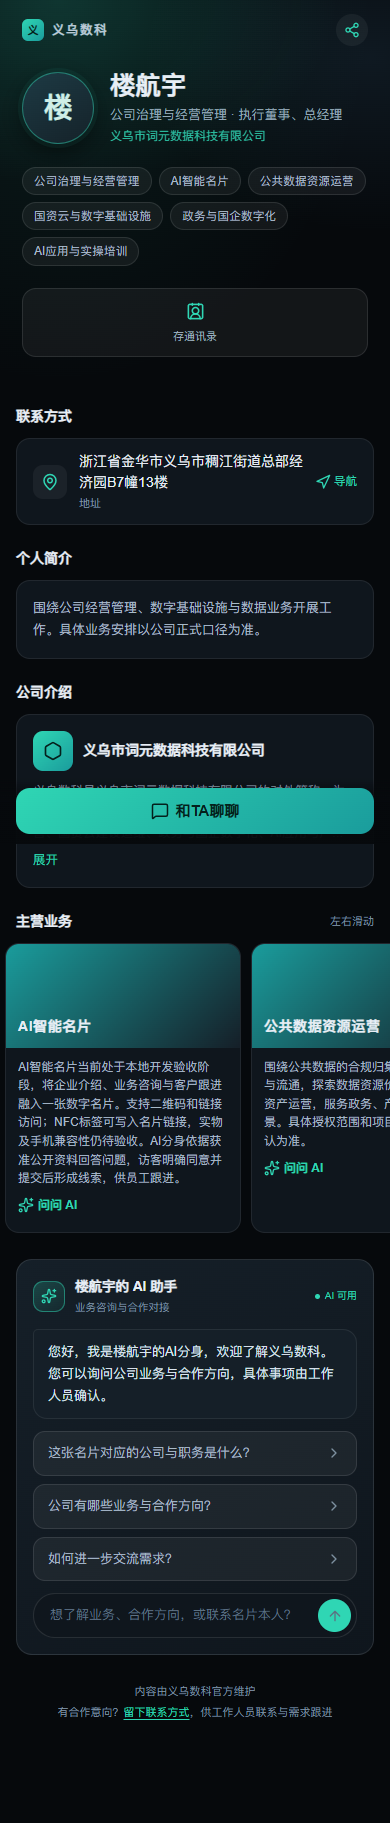 义 义乌数科
楼
楼航宇
公司治理与经营管理 · 执行董事、总经理
义乌市词元数据科技有限公司
公司治理与经营管理 AI智能名片 公共数据资源运营
国资云与数字基础设施 政务与国企数字化
AI应用与实操培训
存通讯录
联系方式
浙江省金华市义乌市稠江街道总部经
济园B7幢13楼
地址
导航
个人简介
围绕公司经营管理、数字基础设施与数据业务开展工
作。具体业务安排以公司正式口径为准。
公司介绍
义乌市词元数据科技有限公司
和TA聊聊
展开
主营业务 左右滑动
AI智能名片
AI智能名片当前处于本地开发验收阶
段，将企业介绍、业务咨询与客户跟进
融入一张数字名片。支持二维码和链接
访问；NFC标签可写入名片链接，实物
及手机兼容性仍待验收。AI分身依据获
准公开资料回答问题，访客明确同意并
提交后形成线索，供员工跟进。
问问 AI
公共数据资源运营
围绕公共数据的合规归集
与流通，探索数据资源价
资产运营，服务政务、产
景。具体授权范围和项目
认为准。
问问 AI
楼航宇的 AI 助手
业务咨询与合作对接
AI 可用
您好，我是楼航宇的AI分身，欢迎了解义乌数科。
您可以询问公司业务与合作方向，具体事项由工作
人员确认。
这张名片对应的公司与职务是什么？
公司有哪些业务与合作方向？
如何进一步交流需求？
想了解业务、合作方向，或联系名片本人？
内容由义乌数科官方维护
有合作意向？留下联系方式，供工作人员联系与需求跟进